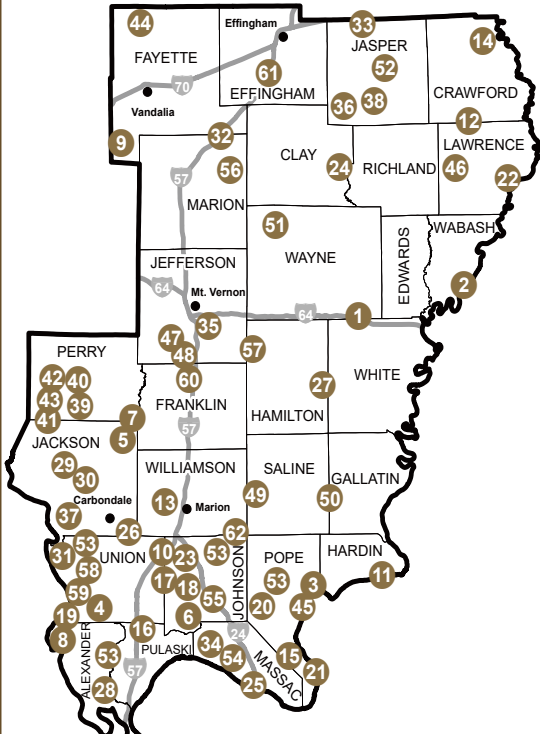 44
Effingham
33
14
FAYETTE
JASPER
52
61
70
EFFINGHAM
36
38
CRAWFORD
Vandalia
12
9
32
LAWRENCE
CLAY
24
RICHLAND
46
56
57
22
MARION
51
WABASH
WAYNE
EDWARDS
JEFFERSON
64
2
Mt. Vernon
64
1
35
47
PERRY
48
57
42
40
60
27
WHITE
43
39
FRANKLIN
41
7
HAMILTON
57
JACKSON
5
WILLIAMSON
SALINE
29
GALLATIN
30
49
50
Carbondale
13
Marion
37
26
62
31
53
UNION
10
23
53
JOHNSON
POPE
HARDIN
58
17
18
53
3
11
59
55
20
45
19
4
6
8
16
24
ALEXANDER
53
PULASKI
34
54
MASSAC
15
57
21
28
25